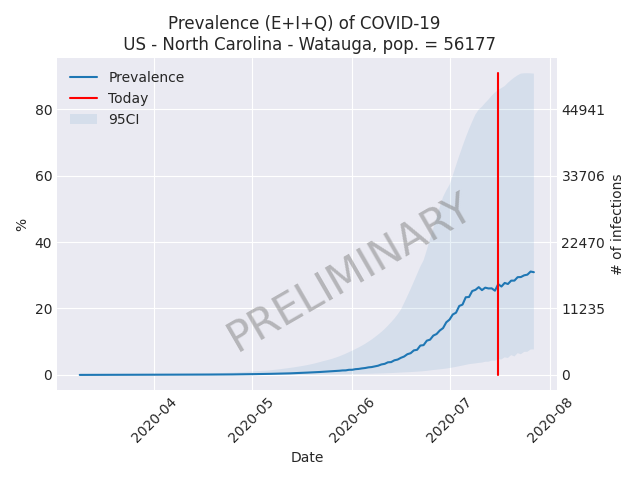 Prevalence (E+I+Q) of COVID-19
US - North Carolina - Watauga, pop. = 56177
Prevalence
Today
95CI
80
60
40
20
0
%
44941
33706
22470
11235
0
# of infections
PRELIMINARY
2020-04
2020-05
2020-06
2020-07
2020-08
Date